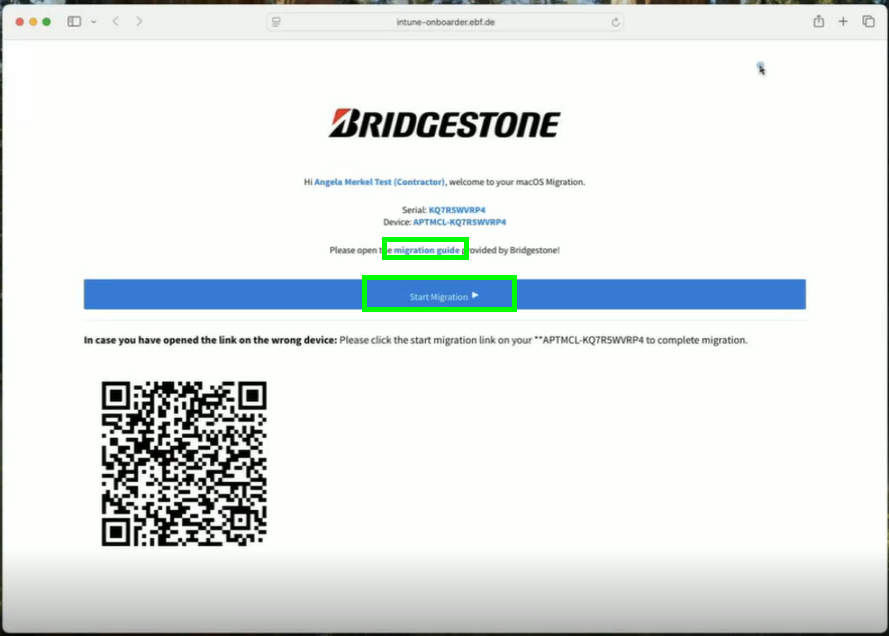 intune-onboarder.ebf.de
BRIDGESTONE
Hi Angela Merkel Test (Contractor), welcome to your macOS Migration.
Serial: KQ7R5WVRP4
Device: APTMCL-KQ7R5WVRP4
Please open the migration guide provided by Bridgestone!
Start Migration
In case you have opened the link on the wrong device: Please click the start migration link on your **APTMCL-KQ7R5WVRP4 to complete migration.